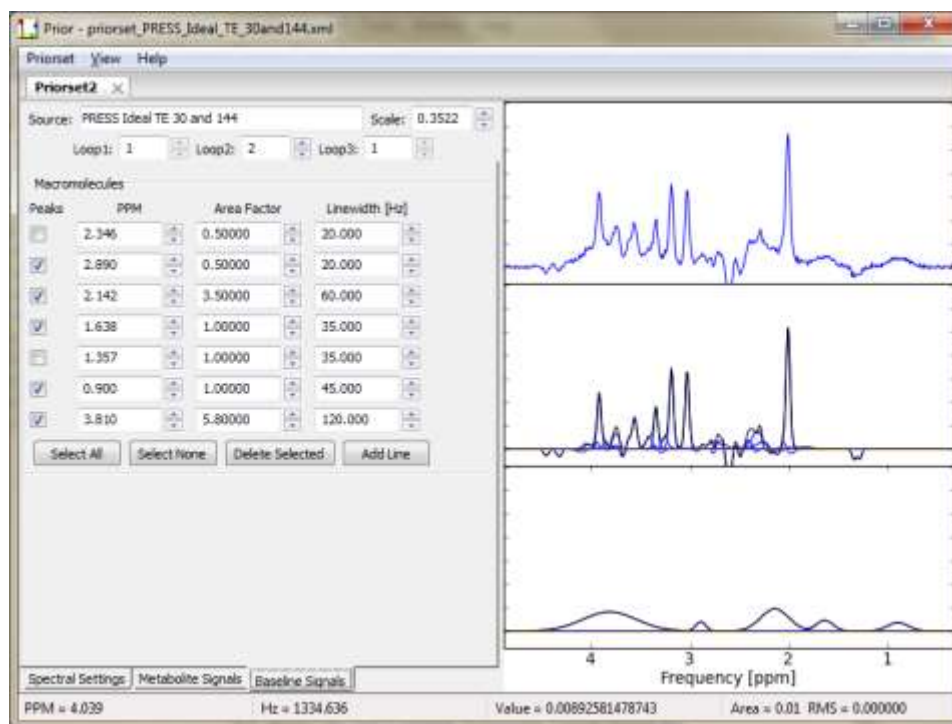 Prior - priorset_PRESS_Ideal_TE_30and144.xml
Priorset View Help
Priorset2
Source: PRESS Ideal TE 30 and 144 Scale: 0.3522
Loop1: 1 Loop2: 2 Loop3: 1
Macromolecules
Peaks PPM Area Factor Linewidth [Hz]
2.346 0.50000 20.000
2.890 0.50000 20.000
2.142 3.50000 60.000
1.638 1.00000 35.000
1.357 1.00000 35.000
0.900 1.00000 45.000
3.810 5.80000 120.000
Select All Select None Delete Selected Add Line
4 3 2 1
Frequency [ppm]
Spectral Settings Metabolite Signals Baseline Signals
PPM = 4.039 Hz = 1334.636 Value = 0.00892581478743 Area = 0.01 RMS = 0.000000